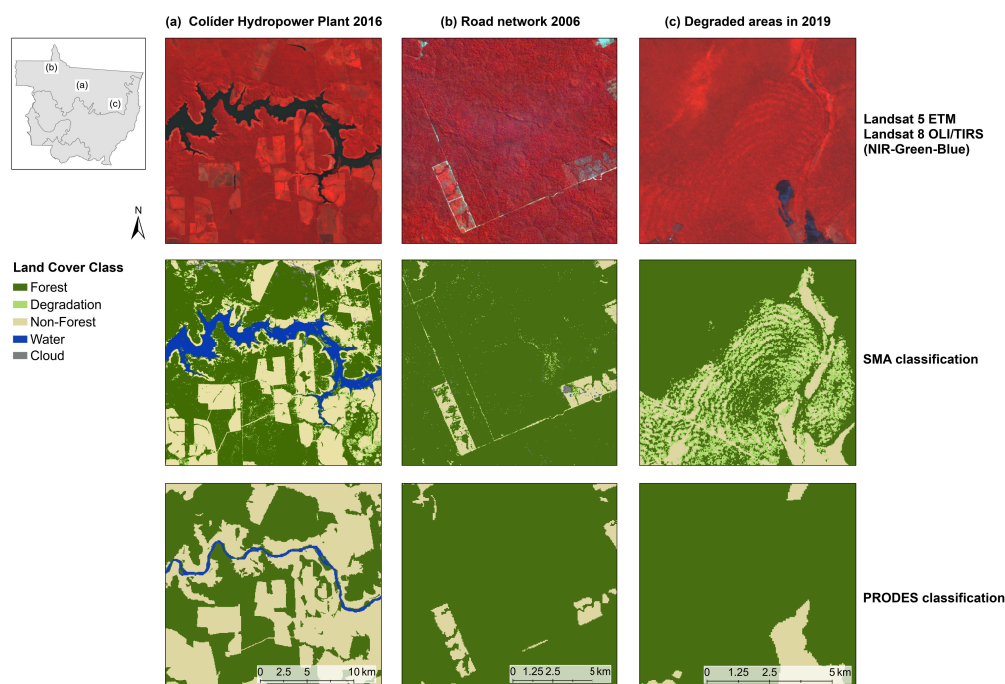 (a) Colíder Hydropower Plant 2016
(b) Road network 2006
(c) Degraded areas in 2019
(b)
(a)
(c)
Landsat 5 ETM
Landsat 8 OLI/TIRS
(NIR-Green-Blue)
N
Land Cover Class
Forest
Degradation
Non-Forest
Water
Cloud
SMA classification
PRODES classification
0 2.5 5 10 km
0 1.25 2.5 5 km
0 1.25 2.5 5 km